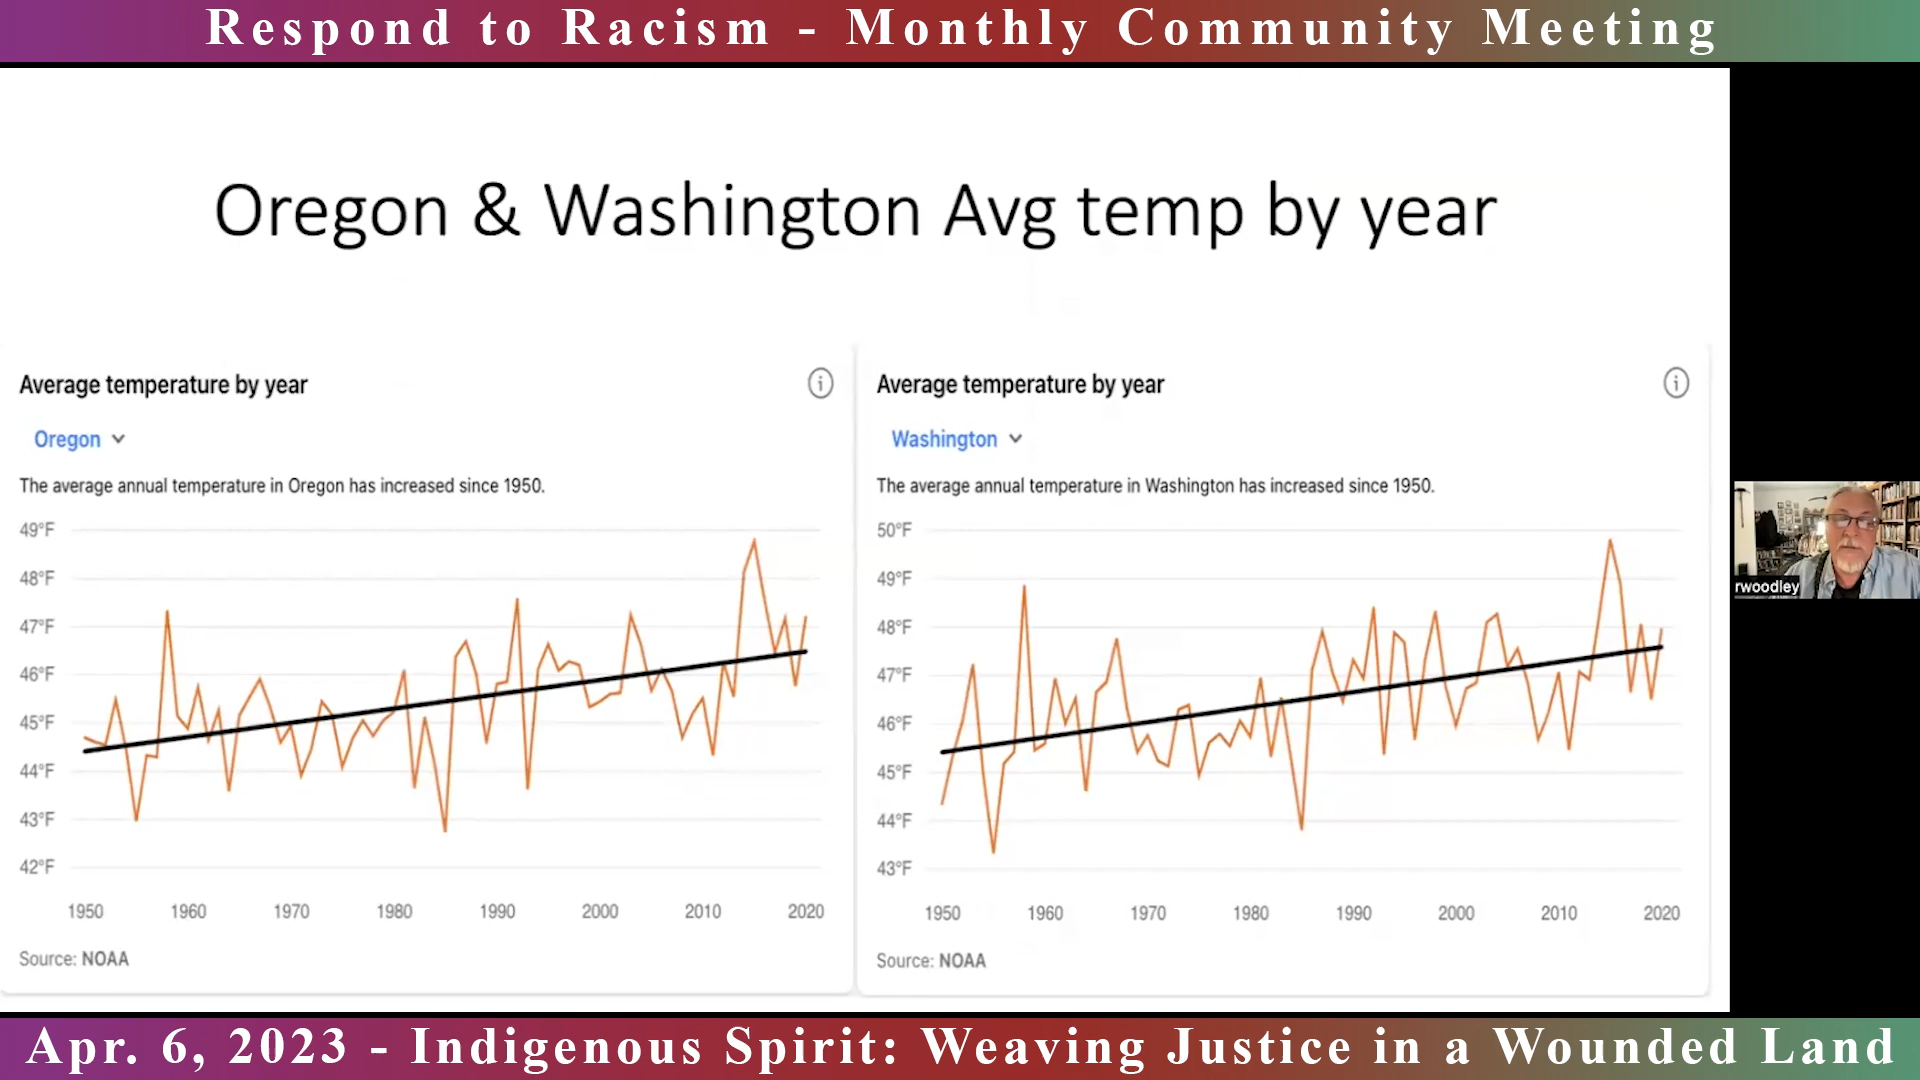 Respond to Racism - Monthly Community Meeting
Oregon & Washington Avg temp by year
Average temperature by year
Oregon
The average annual temperature in Oregon has increased since 1950.
49°F
48°F
47°F
46°F
45°F
44°F
43°F
42°F
1950 1960 1970 1980 1990 2000 2010 2020
Source: NOAA
Average temperature by year
Washington
The average annual temperature in Washington has increased since 1950.
50°F
49°F
48°F
47°F
46°F
45°F
44°F
43°F
1950 1960 1970 1980 1990 2000 2010 2020
Source: NOAA
rwoodley
Apr. 6, 2023 - Indigenous Spirit: Weaving Justice in a Wounded Land